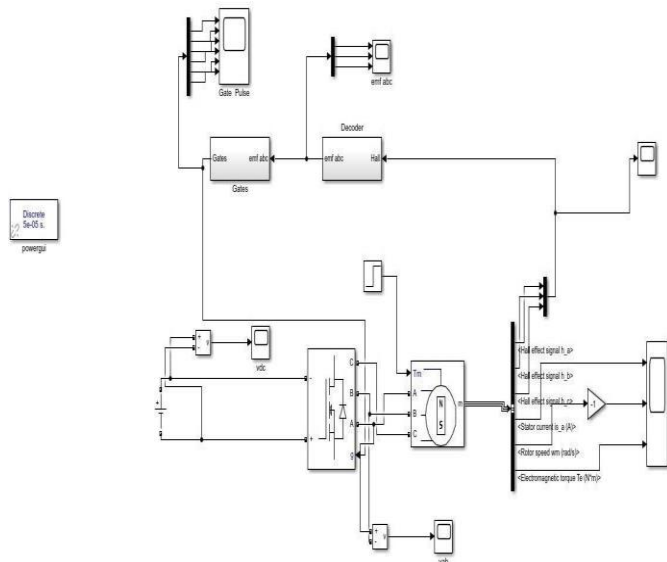 Gate Pulse
emf abc
Decoder
Gates
emf abc
emf abc
Hall
Gates
Discrete
5e-05 s.
powergui
<Hall effect signal h_a>
<Hall effect signal h_b>
<Hall effect signal h_c>
<Stator current is_a (A)>
<Rotor speed wm (rad/s)>
<Electromagnetic torque Te (N*m)>
-1
+
-
v
vdc
+
-
+
C
B
A
g
Tm
A
B
C
N
S
m
+
-
v